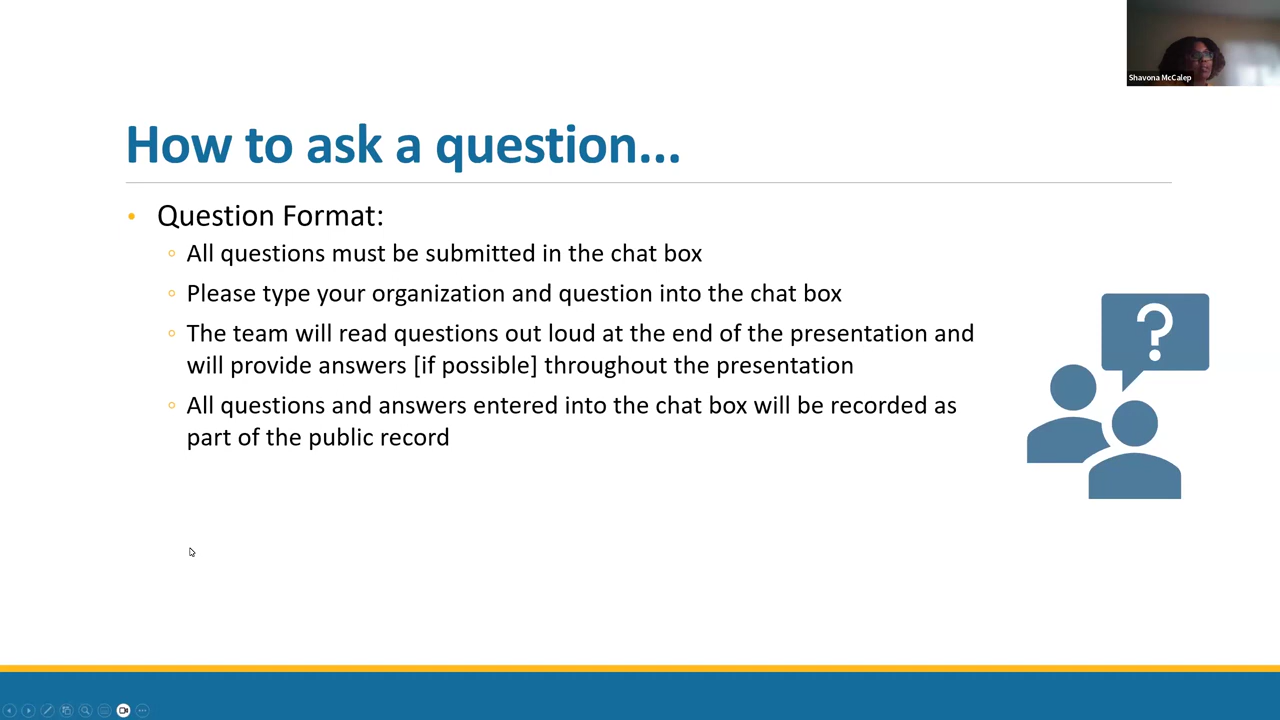 Shavona McCalep
How to ask a question...
• Question Format:
◦ All questions must be submitted in the chat box
◦ Please type your organization and question into the chat box
◦ The team will read questions out loud at the end of the presentation and
will provide answers [if possible] throughout the presentation
◦ All questions and answers entered into the chat box will be recorded as
part of the public record
?